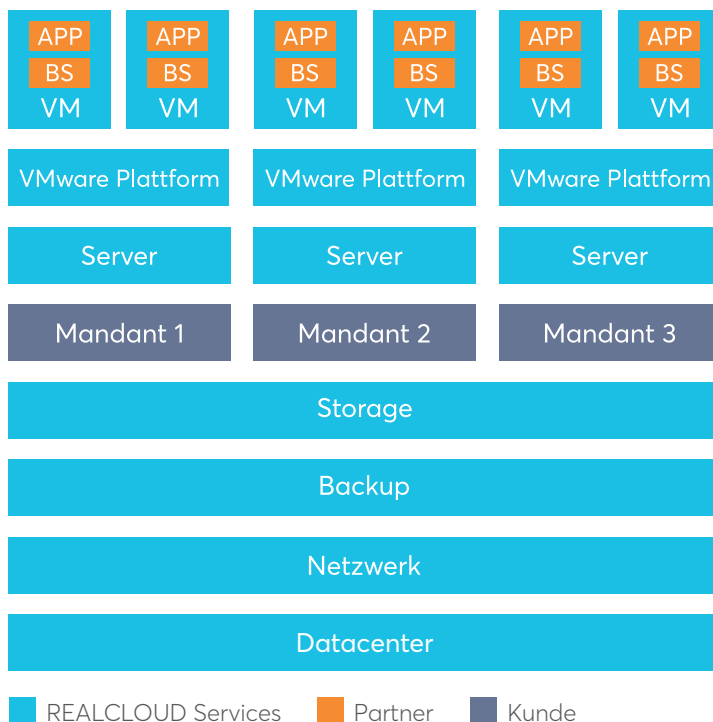 APP APP APP APP APP APP
BS BS BS BS BS BS
VM VM VM VM VM VM
VMware Plattform VMware Plattform VMware Plattform
Server Server Server
Mandant 1 Mandant 2 Mandant 3
Storage
Backup
Netzwerk
Datacenter
REALCLOUD Services Partner Kunde